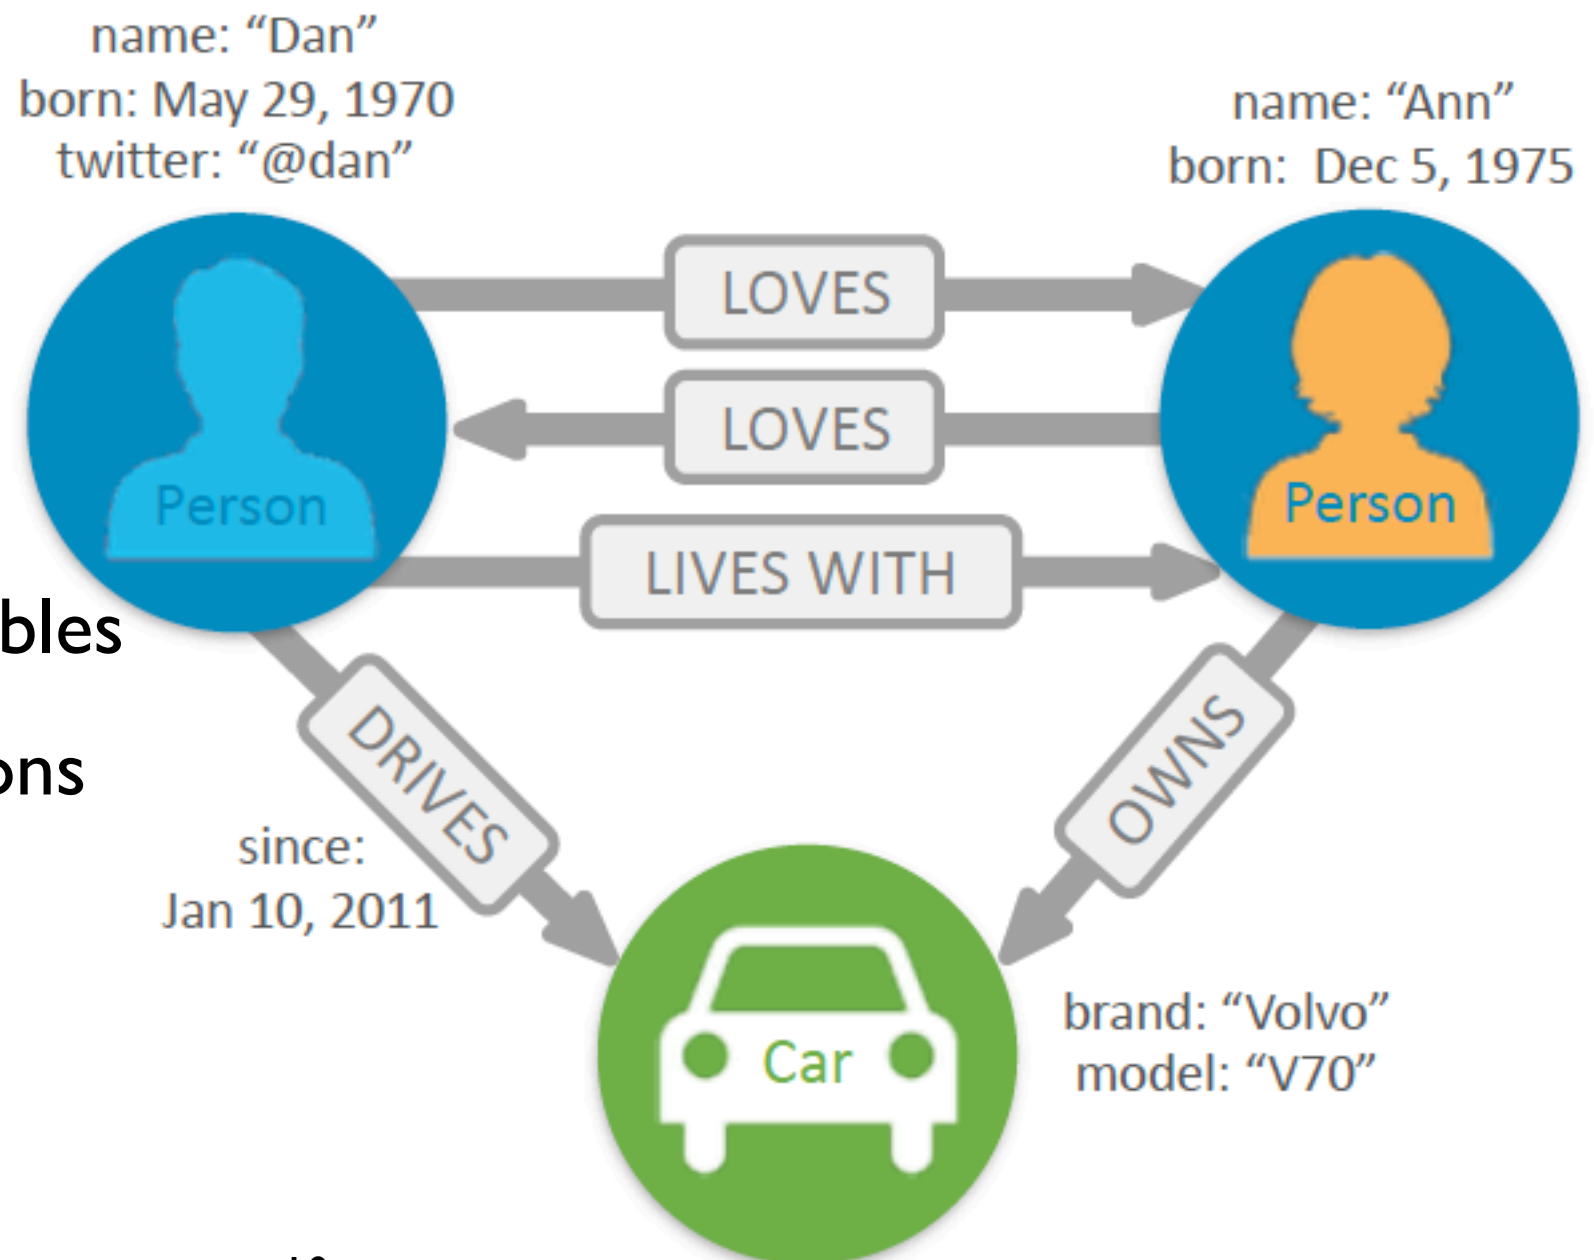 name: “Dan”
born: May 29, 1970
twitter: “@dan”
name: “Ann”
born:  Dec 5, 1975
LOVES
LOVES
Person
Person
LIVES WITH
bles
ons
DRIVES
OWNS
since:
Jan 10, 2011
Car
brand: “Volvo”
model: “V70”